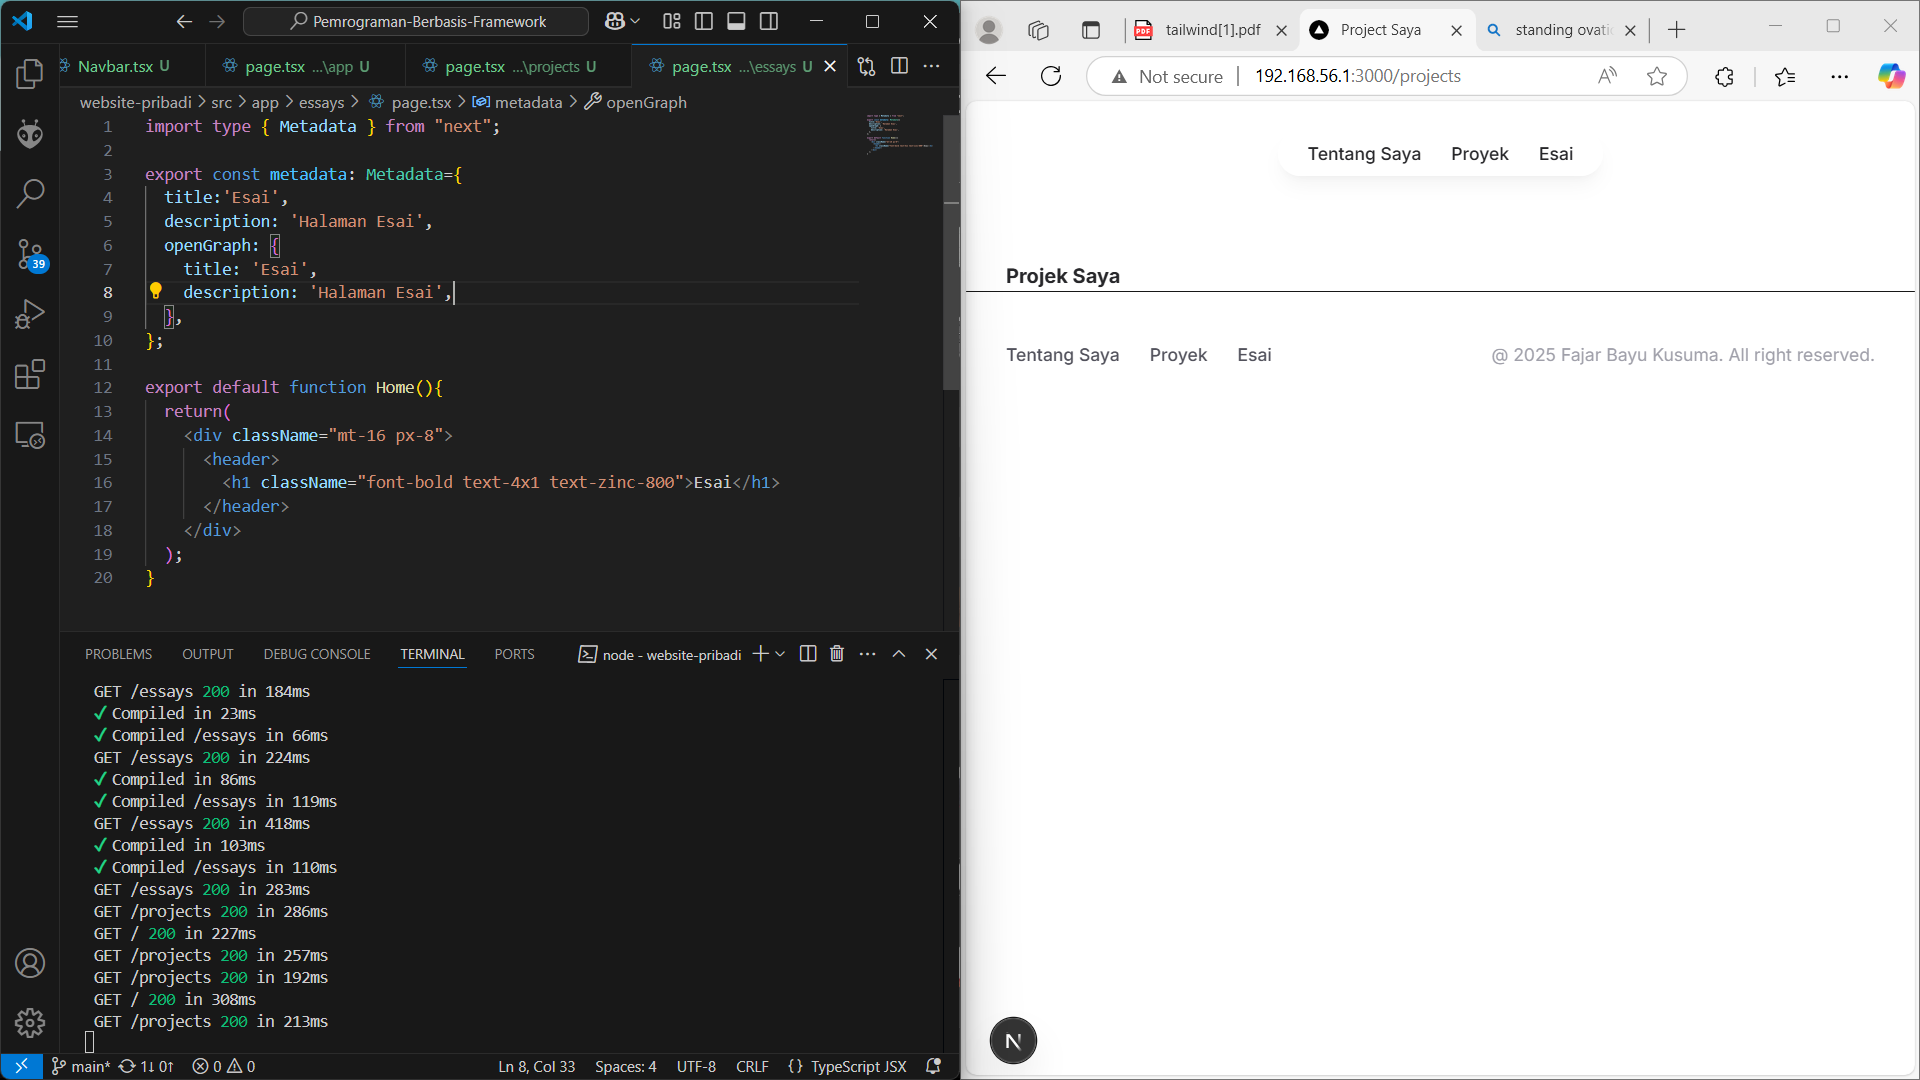 Pemrograman-Berbasis-Framework
Navbar.tsx U
page.tsx ...\app U
page.tsx ...\projects U
page.tsx ...\essays U
website-pribadi > src > app > essays > page.tsx > metadata > openGraph
1 import type { Metadata } from "next";
2
3 export const metadata: Metadata={
4 title:'Esai',
5 description: 'Halaman Esai',
6 openGraph: {
7 title: 'Esai',
8 description: 'Halaman Esai',
9 },
10 };
11
12 export default function Home(){
13 return(
14 <div className="mt-16 px-8">
15 <header>
16 <h1 className="font-bold text-4x1 text-zinc-800">Esai</h1>
17 </header>
18 </div>
19 );
20 }
39
PROBLEMS OUTPUT DEBUG CONSOLE TERMINAL PORTS
node - website-pribadi
GET /essays 200 in 184ms
✓ Compiled in 23ms
✓ Compiled /essays in 66ms
GET /essays 200 in 224ms
✓ Compiled in 86ms
✓ Compiled /essays in 119ms
GET /essays 200 in 418ms
✓ Compiled in 103ms
✓ Compiled /essays in 110ms
GET /essays 200 in 283ms
GET /projects 200 in 286ms
GET / 200 in 227ms
GET /projects 200 in 257ms
GET /projects 200 in 192ms
GET / 200 in 308ms
GET /projects 200 in 213ms
main* 1↓ 0↑ 0 0
Ln 8, Col 33 Spaces: 4 UTF-8 CRLF {} TypeScript JSX
PDF tailwind[1].pdf
Project Saya
standing ovati
Not secure 192.168.56.1:3000/projects
Tentang Saya Proyek Esai
Projek Saya
Tentang Saya Proyek Esai
@ 2025 Fajar Bayu Kusuma. All right reserved.
N